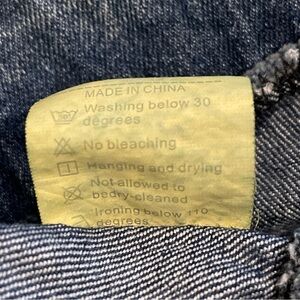 MADE IN CHINA
Washing below 30
degrees
No bleaching
Hanging and drying
Not allowed to
bedry-cleaned
Ironing below 110
degrees